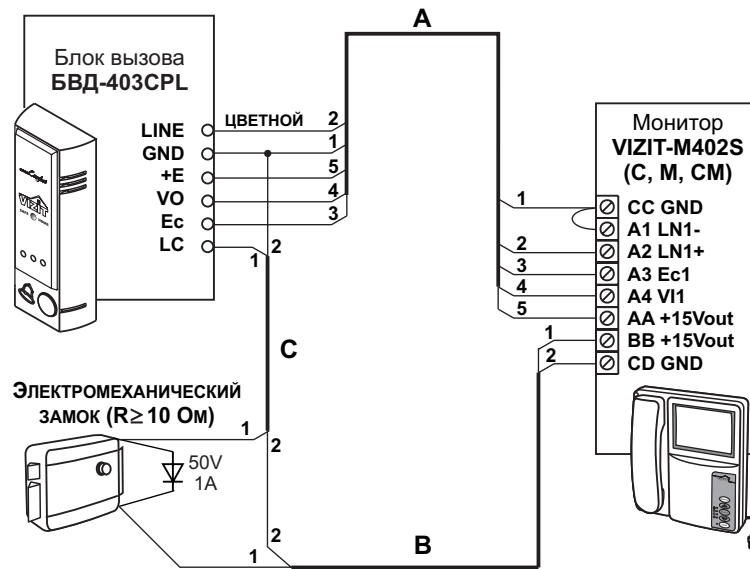 A
Блок вызова
БВД-403CPL
LINE
GND
+E
VO
Ec
LC
ЦВЕТНОЙ
2
1
5
4
3
2
1
VIZIT
C
Монитор
VIZIT-M402S
(C, M, CM)
1
2
3
4
5
1
2
CC GND
A1 LN1-
A2 LN1+
A3 Ec1
A4 VI1
AA +15Vout
BB +15Vout
CD GND
ЭЛЕКТРОМЕХАНИЧЕСКИЙ
ЗАМОК (R≥10 ОМ)
1
2
50V
1A
2
1
B